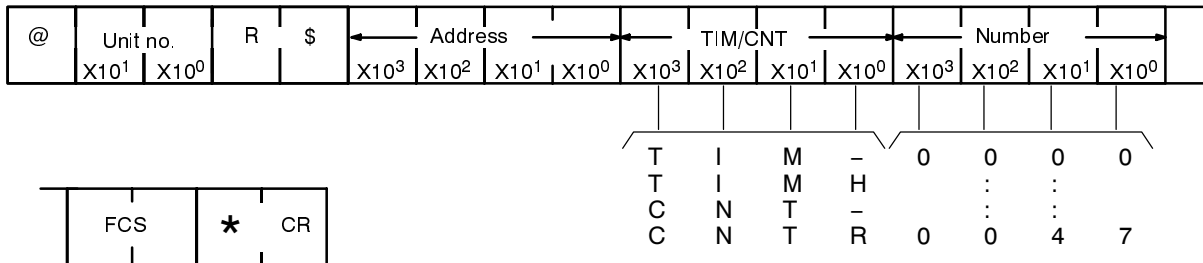 @ Unit no. R $ Address TIM/CNT Number
X10¹ X10⁰ X10³ X10² X10¹ X10⁰ X10³ X10² X10¹ X10⁰ X10³ X10² X10¹ X10⁰
T I M – 0 0 0 0
T I M H : :
C N T – : :
C N T R 0 0 4 7
FCS * CR